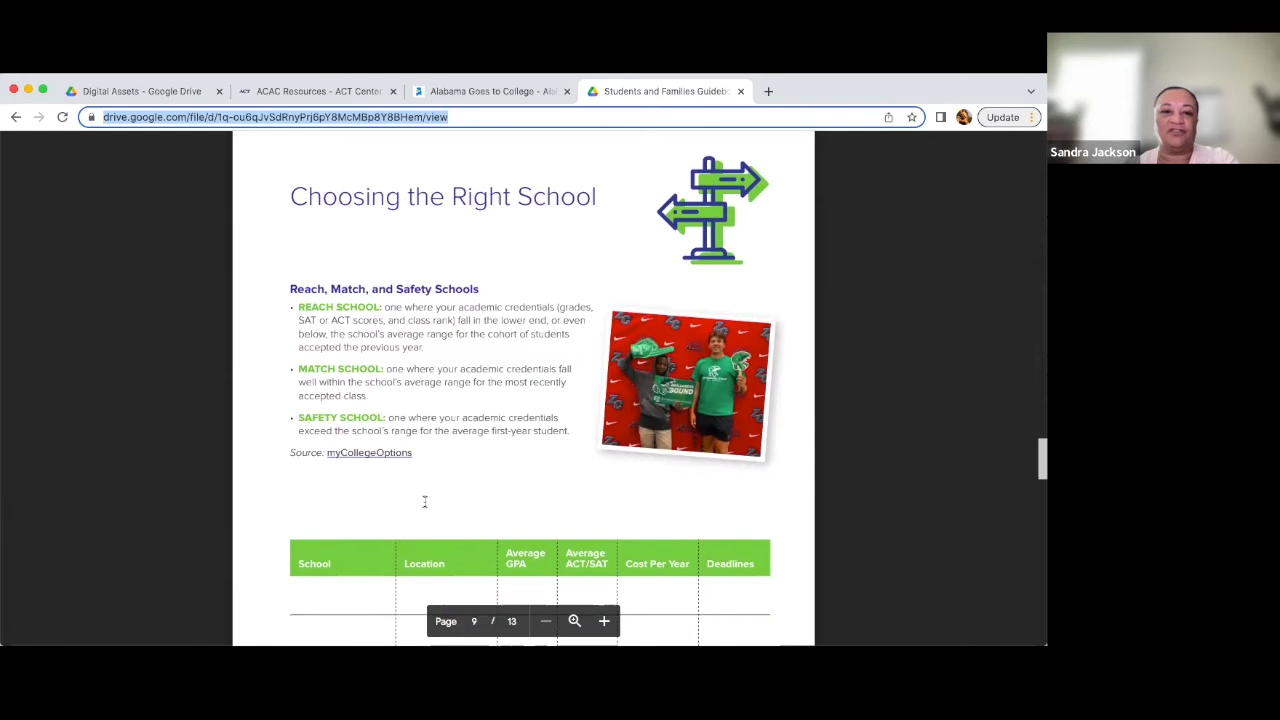 Digital Assets - Google Drive
ACT
ACAC Resources - ACT Center
Alabama Goes to College - Ala
Students and Families Guidebo
drive.google.com/file/d/1q-ou6qJvSdRnyPrj6pY8McMBp8Y8BHem/view
Update
Sandra Jackson
Choosing the Right School
Reach, Match, and Safety Schools
• REACH SCHOOL: one where your academic credentials (grades,
SAT or ACT scores, and class rank) fall in the lower end, or even
below, the school's average range for the cohort of students
accepted the previous year.
• MATCH SCHOOL: one where your academic credentials fall
well within the school's average range for the most recently
accepted class.
• SAFETY SCHOOL: one where your academic credentials
exceed the school's range for the average first-year student.
Source: myCollegeOptions
School
Location
Average
GPA
Average
ACT/SAT
Cost Per Year
Deadlines
Page 9 / 13